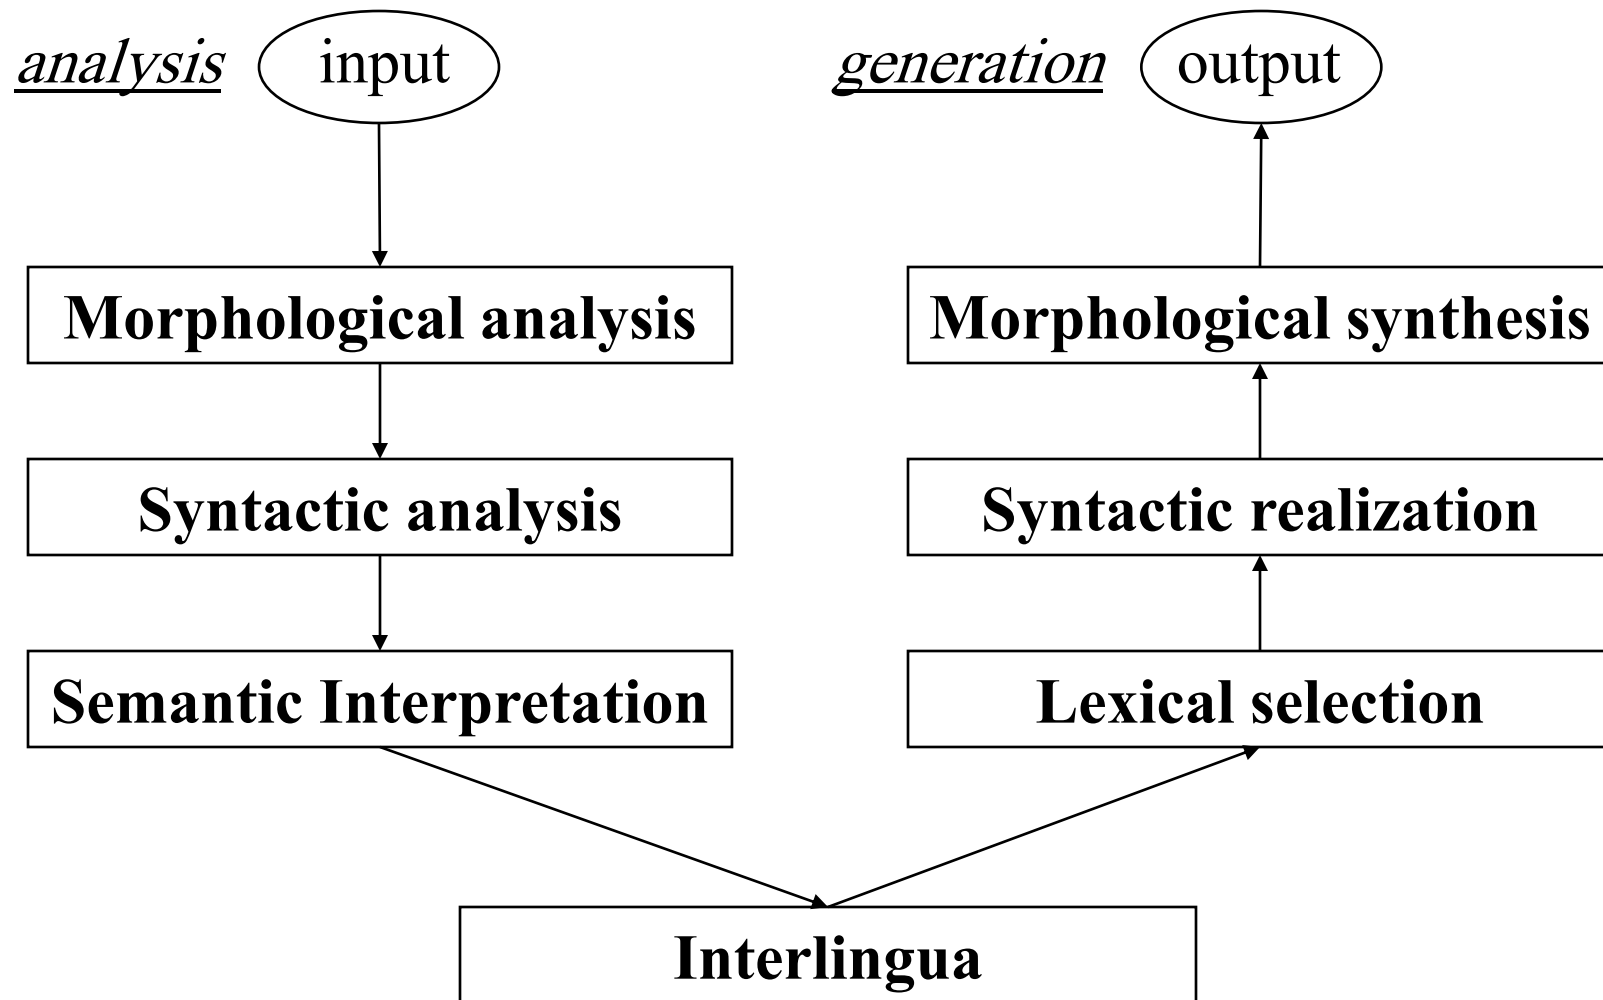 analysis
input
generation
output
Morphological analysis
Morphological synthesis
Syntactic analysis
Syntactic realization
Semantic Interpretation
Lexical selection
Interlingua